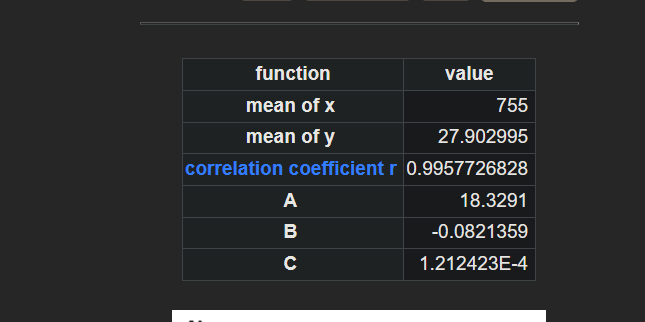 function value
mean of x 755
mean of y 27.902995
correlation coefficient r 0.9957726828
A 18.3291
B -0.0821359
C 1.212423E-4